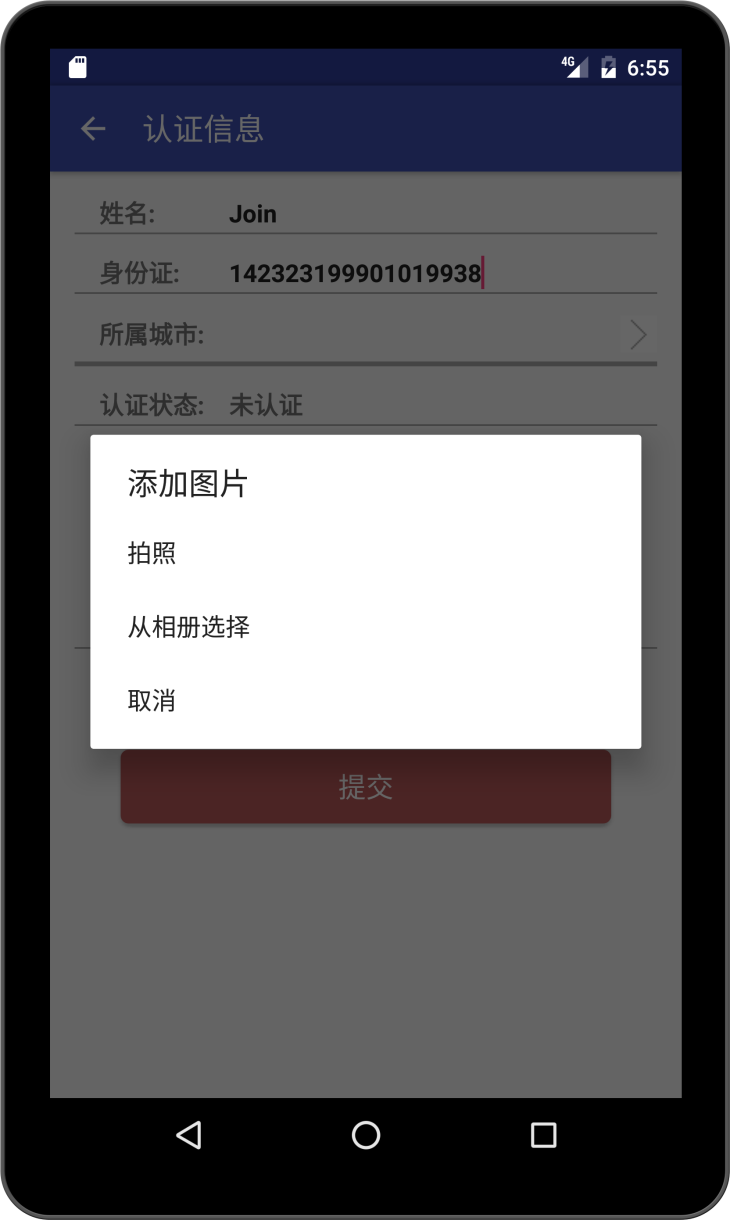 4G 6:55
认证信息
姓名: Join
身份证: 142323199901019938
所属城市:
认证状态: 未认证
添加图片
拍照
从相册选择
取消
提交